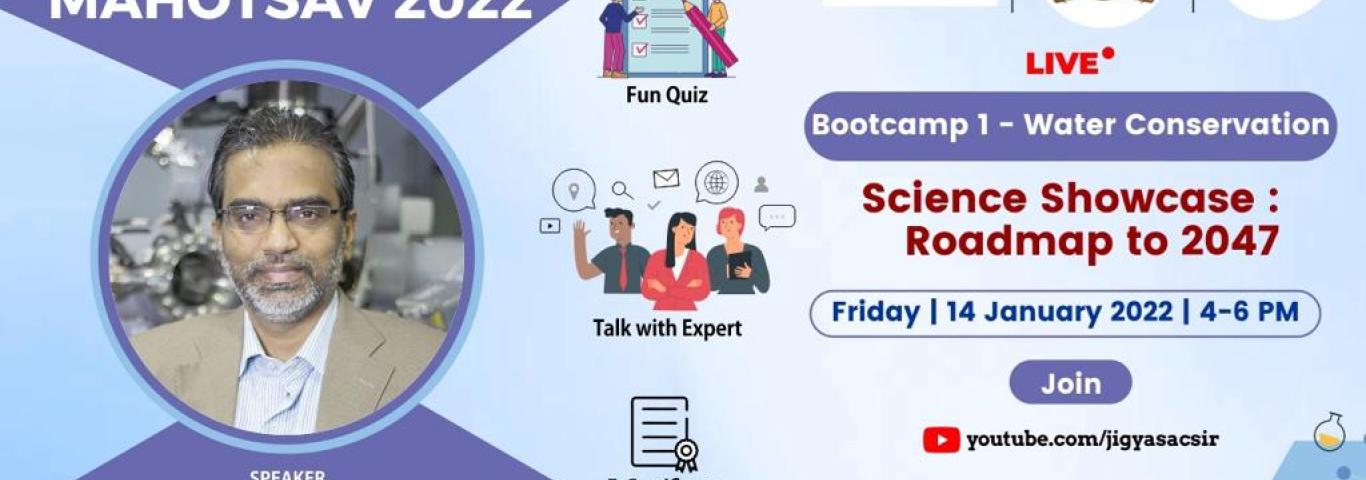 MAHOTSAV 2022
SPEAKER
Fun Quiz
Talk with Expert
LIVE
Bootcamp 1 - Water Conservation
Science Showcase :
Roadmap to 2047
Friday | 14 January 2022 | 4-6 PM
Join
youtube.com/jigyasacsir